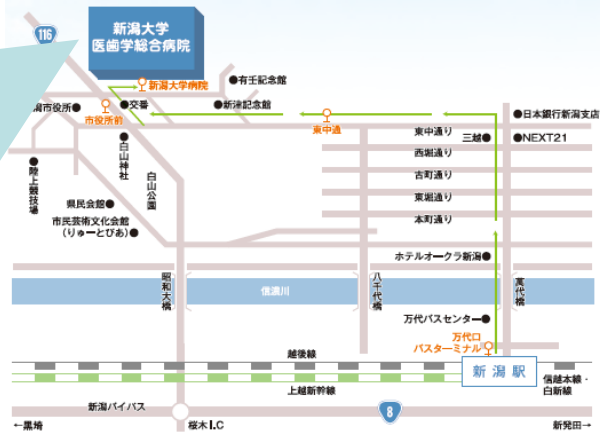 116
新潟大学
医歯学総合病院
新潟大学病院
有壬記念館
潟市役所
市役所前
交番
新津記念館
東中通
日本銀行新潟支店
東中通り
三越
NEXT21
西堀通り
古町通り
東堀通り
本町通り
白山神社
白山公園
陸上競技場
県民会館
市民芸術文化会館
(りゅーとぴあ)
ホテルオークラ新潟
昭和大橋
信濃川
八千代橋
萬代橋
万代バスセンター
万代口
バスターミナル
越後線
新潟駅
上越新幹線
信越本線・
白新線
新潟バイパス
8
←黒埼
桜木I.C
新発田→